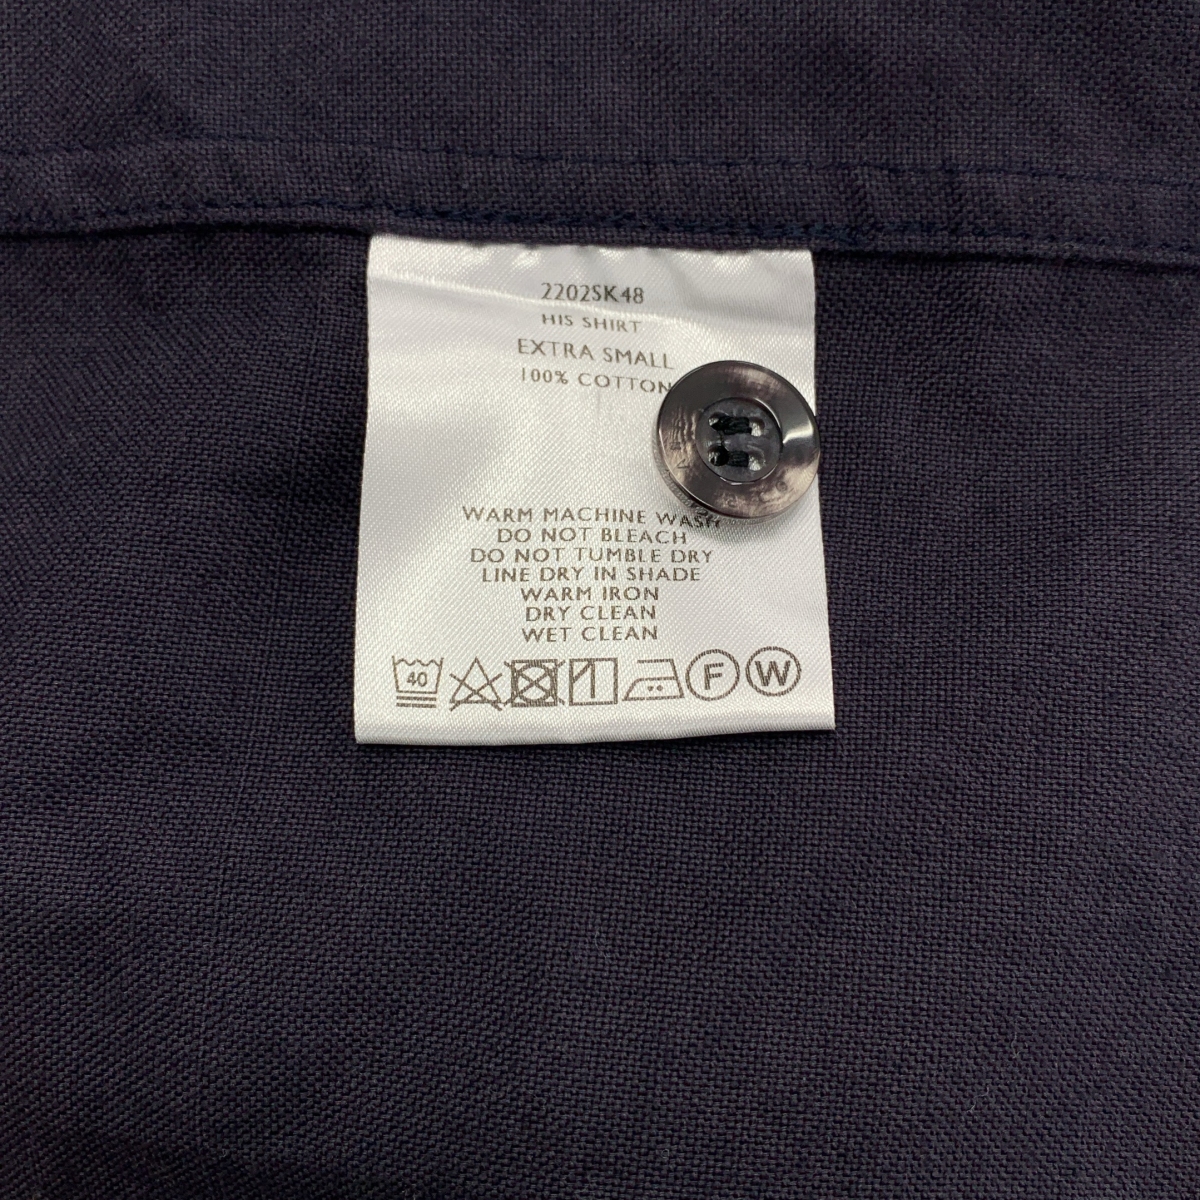 2202SK48
HIS SHIRT
EXTRA SMALL
100% COTTON
WARM MACHINE WASH
DO NOT BLEACH
DO NOT TUMBLE DRY
LINE DRY IN SHADE
WARM IRON
DRY CLEAN
WET CLEAN
40 F W